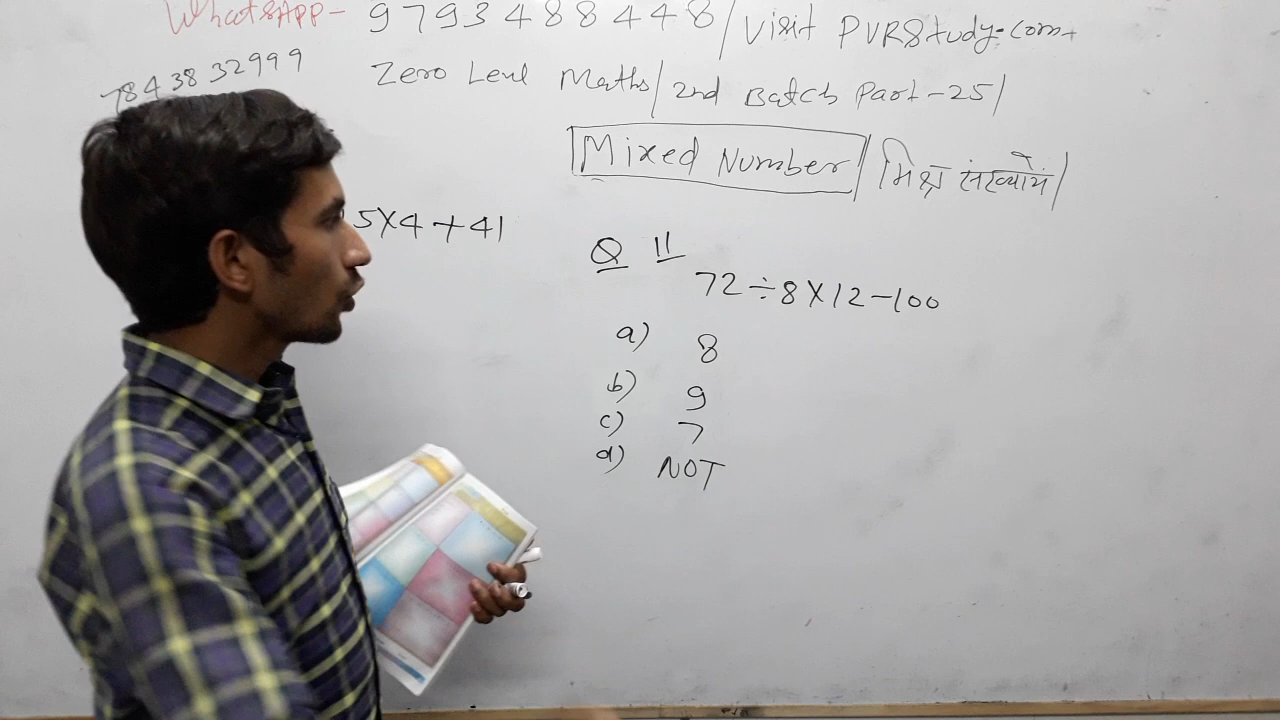 WhatsApp - 9793488448/Visit PVRStudy.com
7843832999
Zero Level Maths/2nd Batch Part-25/
Mixed Number/मिश्र संख्यायें/
5X4+41
Q 11
72÷8X12-100
a) 8
b) 9
c) 7
d) NOT